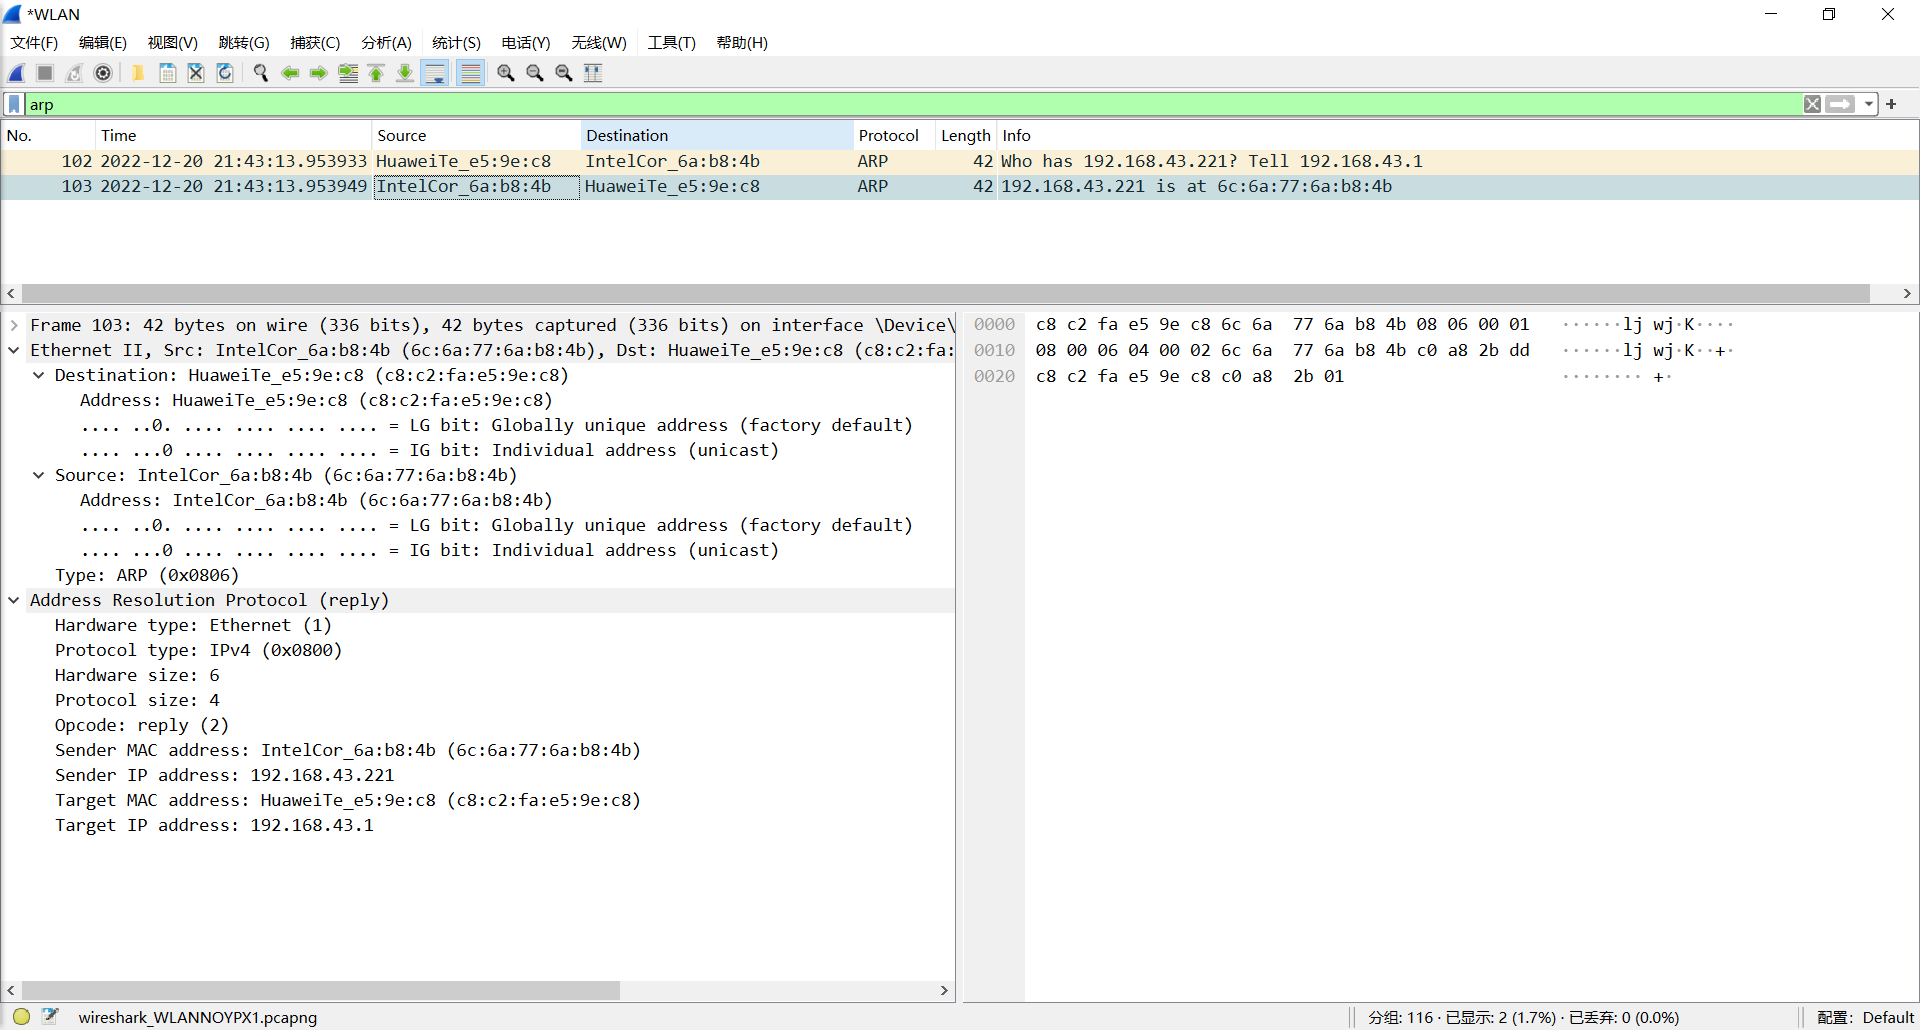 *WLAN
文件(F) 编辑(E) 视图(V) 跳转(G) 捕获(C) 分析(A) 统计(S) 电话(Y) 无线(W) 工具(T) 帮助(H)
arp
No. Time Source Destination Protocol Length Info
102 2022-12-20 21:43:13.953933 HuaweiTe_e5:9e:c8 IntelCor_6a:b8:4b ARP 42 Who has 192.168.43.221? Tell 192.168.43.1
103 2022-12-20 21:43:13.953949 IntelCor_6a:b8:4b HuaweiTe_e5:9e:c8 ARP 42 192.168.43.221 is at 6c:6a:77:6a:b8:4b
Frame 103: 42 bytes on wire (336 bits), 42 bytes captured (336 bits) on interface \Device\
Ethernet II, Src: IntelCor_6a:b8:4b (6c:6a:77:6a:b8:4b), Dst: HuaweiTe_e5:9e:c8 (c8:c2:fa:
Destination: HuaweiTe_e5:9e:c8 (c8:c2:fa:e5:9e:c8)
Address: HuaweiTe_e5:9e:c8 (c8:c2:fa:e5:9e:c8)
.... ..0. .... .... .... .... = LG bit: Globally unique address (factory default)
.... ...0 .... .... .... .... = IG bit: Individual address (unicast)
Source: IntelCor_6a:b8:4b (6c:6a:77:6a:b8:4b)
Address: IntelCor_6a:b8:4b (6c:6a:77:6a:b8:4b)
.... ..0. .... .... .... .... = LG bit: Globally unique address (factory default)
.... ...0 .... .... .... .... = IG bit: Individual address (unicast)
Type: ARP (0x0806)
Address Resolution Protocol (reply)
Hardware type: Ethernet (1)
Protocol type: IPv4 (0x0800)
Hardware size: 6
Protocol size: 4
Opcode: reply (2)
Sender MAC address: IntelCor_6a:b8:4b (6c:6a:77:6a:b8:4b)
Sender IP address: 192.168.43.221
Target MAC address: HuaweiTe_e5:9e:c8 (c8:c2:fa:e5:9e:c8)
Target IP address: 192.168.43.1
0000 c8 c2 fa e5 9e c8 6c 6a 77 6a b8 4b 08 06 00 01 ······lj wj·K····
0010 08 00 06 04 00 02 6c 6a 77 6a b8 4b c0 a8 2b dd ······lj wj·K··+·
0020 c8 c2 fa e5 9e c8 c0 a8 2b 01 ········ +·
wireshark_WLANNOYPX1.pcapng
分组: 116 · 已显示: 2 (1.7%) · 已丢弃: 0 (0.0%)
配置: Default